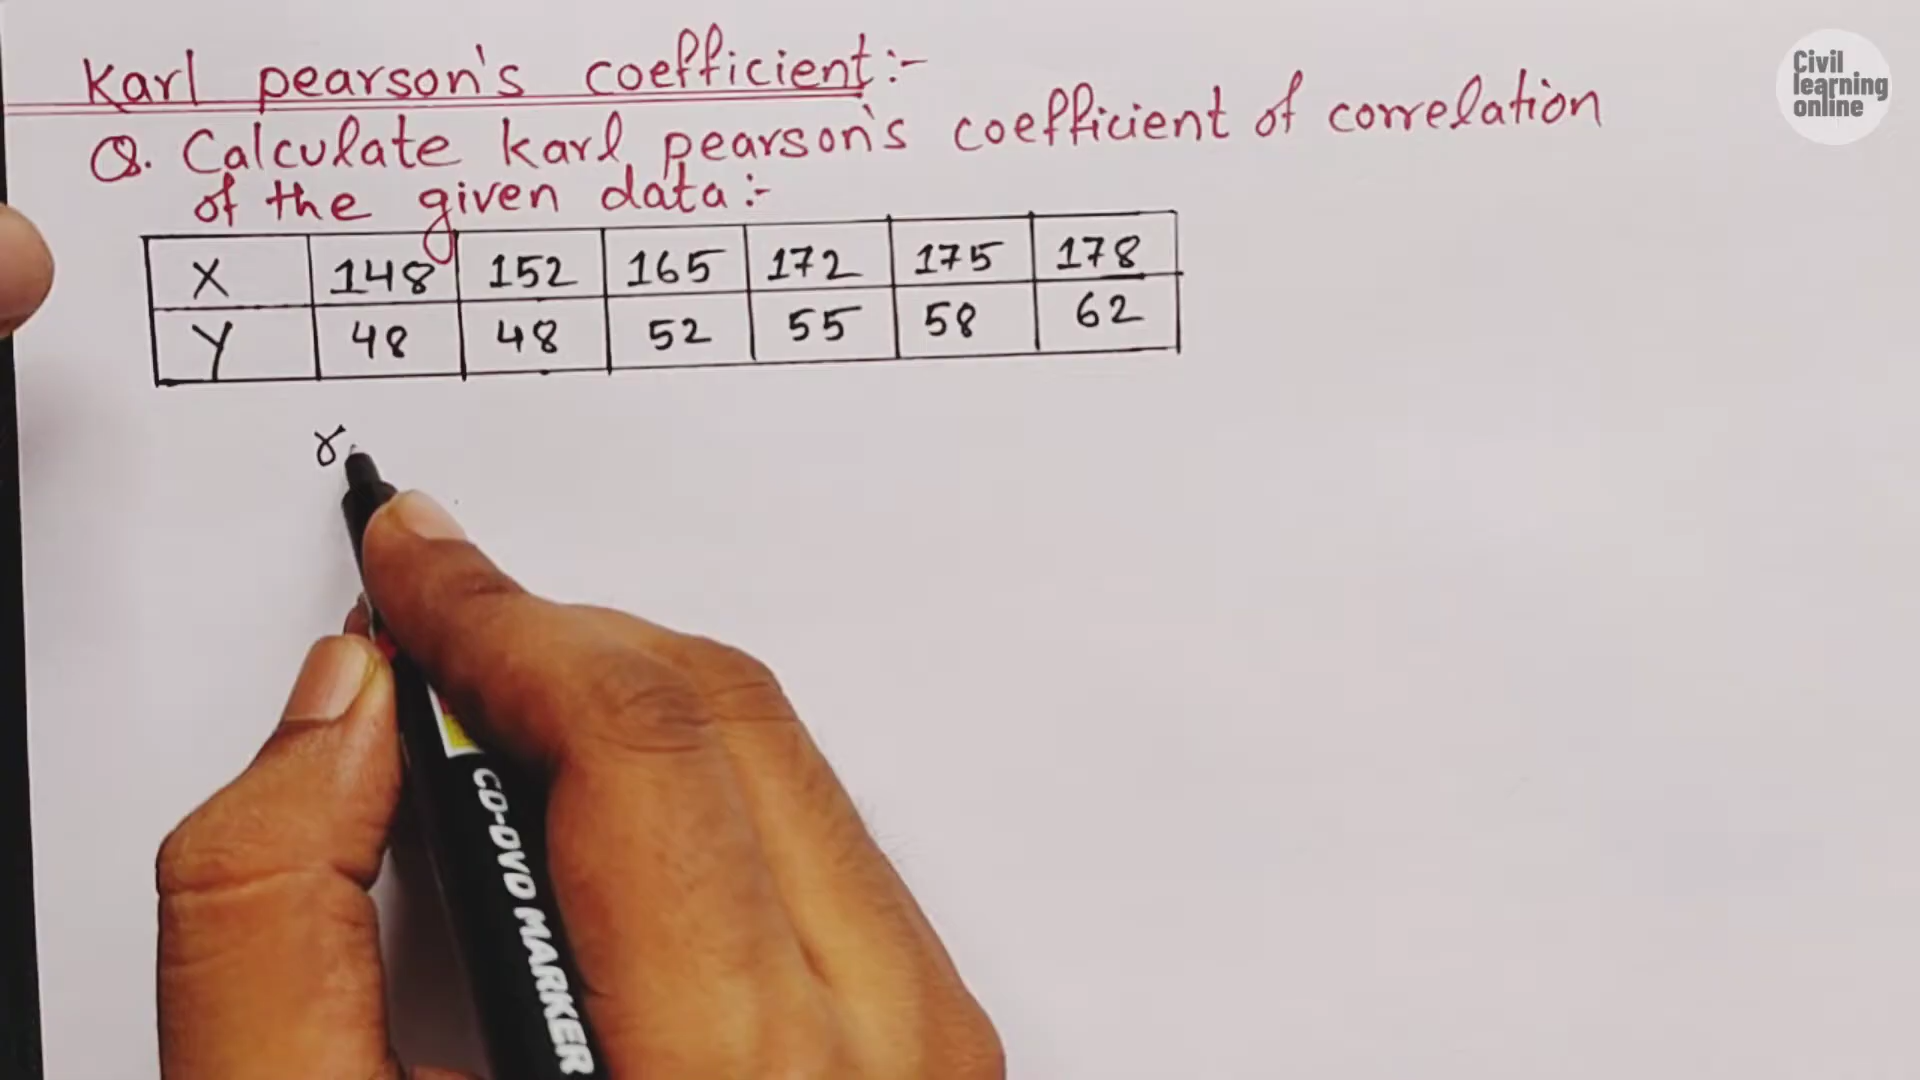 Karl pearson's coefficient:-
Q. Calculate karl pearson's coefficient of correlation
of the given data:-
X 148 152 165 172 175 178
Y 48 48 52 55 58 62
r
CD-DVD MARKER
Civil
learning
online